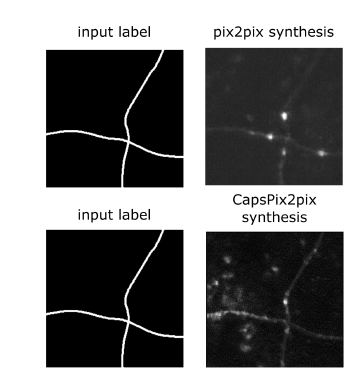 input label
pix2pix synthesis
input label
CapsPix2pix
synthesis